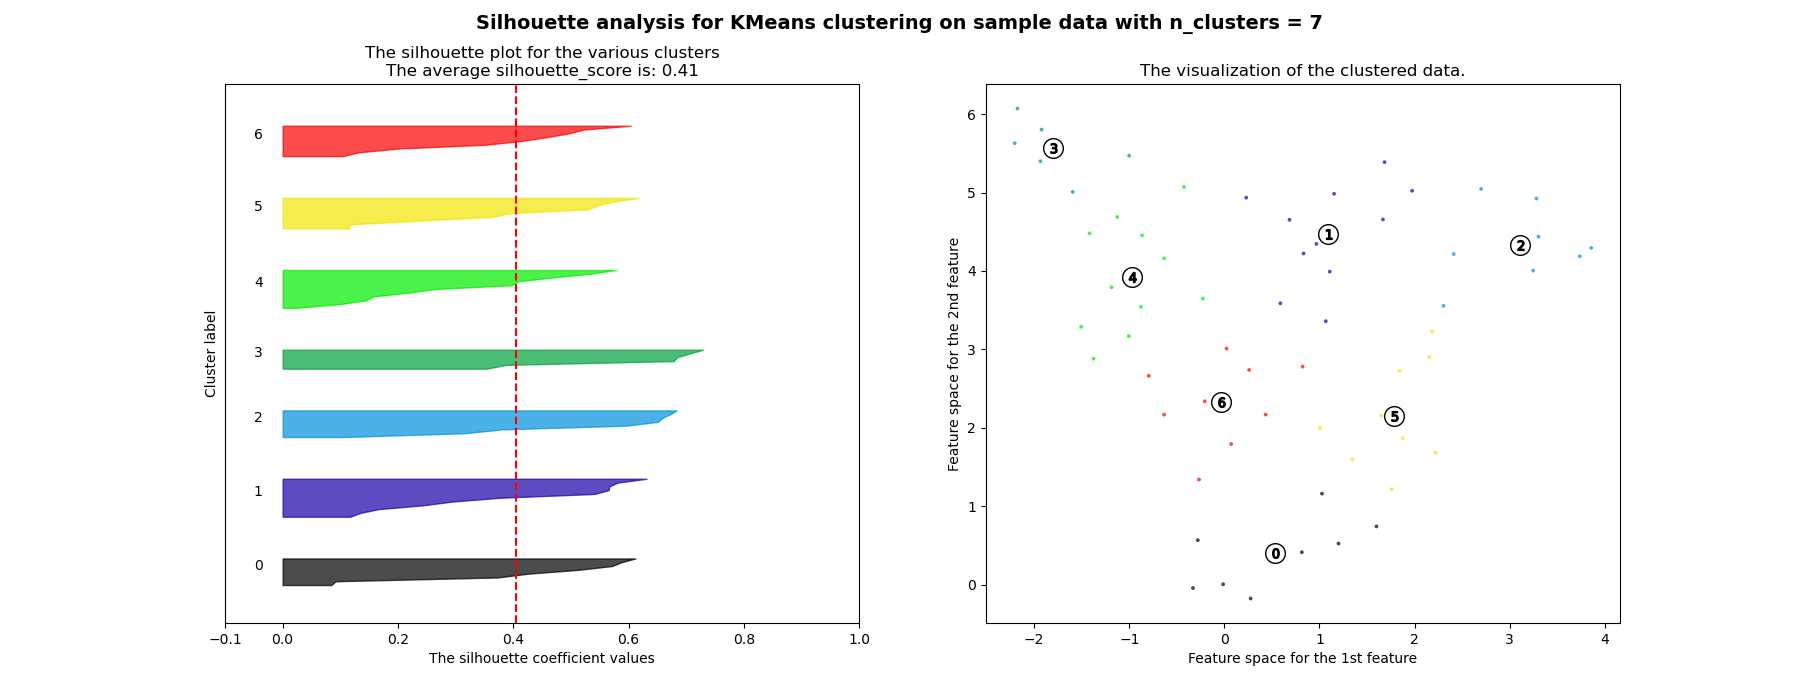 Silhouette analysis for KMeans clustering on sample data with n_clusters = 7
The silhouette plot for the various clusters
The average silhouette_score is: 0.41
6
5
4
3
2
1
0
Cluster label
−0.1 0.0 0.2 0.4 0.6 0.8 1.0
The silhouette coefficient values
The visualization of the clustered data.
6
5
4
3
2
1
0
Feature space for the 2nd feature
3
1
2
4
6
5
0
−2 −1 0 1 2 3 4
Feature space for the 1st feature